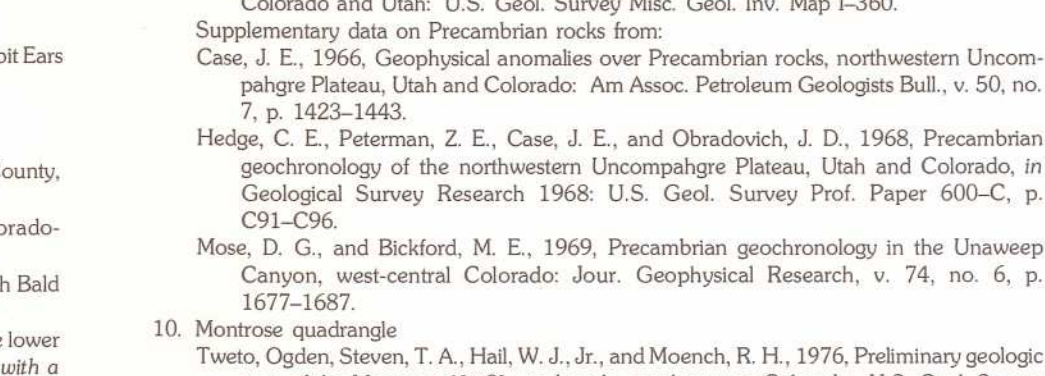 Colorado and Utah: U.S. Geol. Survey Misc. Geol. Inv. Map I–360.
Supplementary data on Precambrian rocks from:
Case, J. E., 1966, Geophysical anomalies over Precambrian rocks, northwestern Uncom-
pahgre Plateau, Utah and Colorado: Am Assoc. Petroleum Geologists Bull., v. 50, no.
7, p. 1423–1443.
Hedge, C. E., Peterman, Z. E., Case, J. E., and Obradovich, J. D., 1968, Precambrian
geochronology of the northwestern Uncompahgre Plateau, Utah and Colorado, in
Geological Survey Research 1968: U.S. Geol. Survey Prof. Paper 600–C, p.
C91–C96.
Mose, D. G., and Bickford, M. E., 1969, Precambrian geochronology in the Unaweep
Canyon, west-central Colorado: Jour. Geophysical Research, v. 74, no. 6, p.
1677–1687.
10. Montrose quadrangle
Tweto, Ogden, Steven, T. A., Hail, W. J., Jr., and Moench, R. H., 1976, Preliminary geologic
bit Ears
County,
orado-
h Bald
e lower
with a